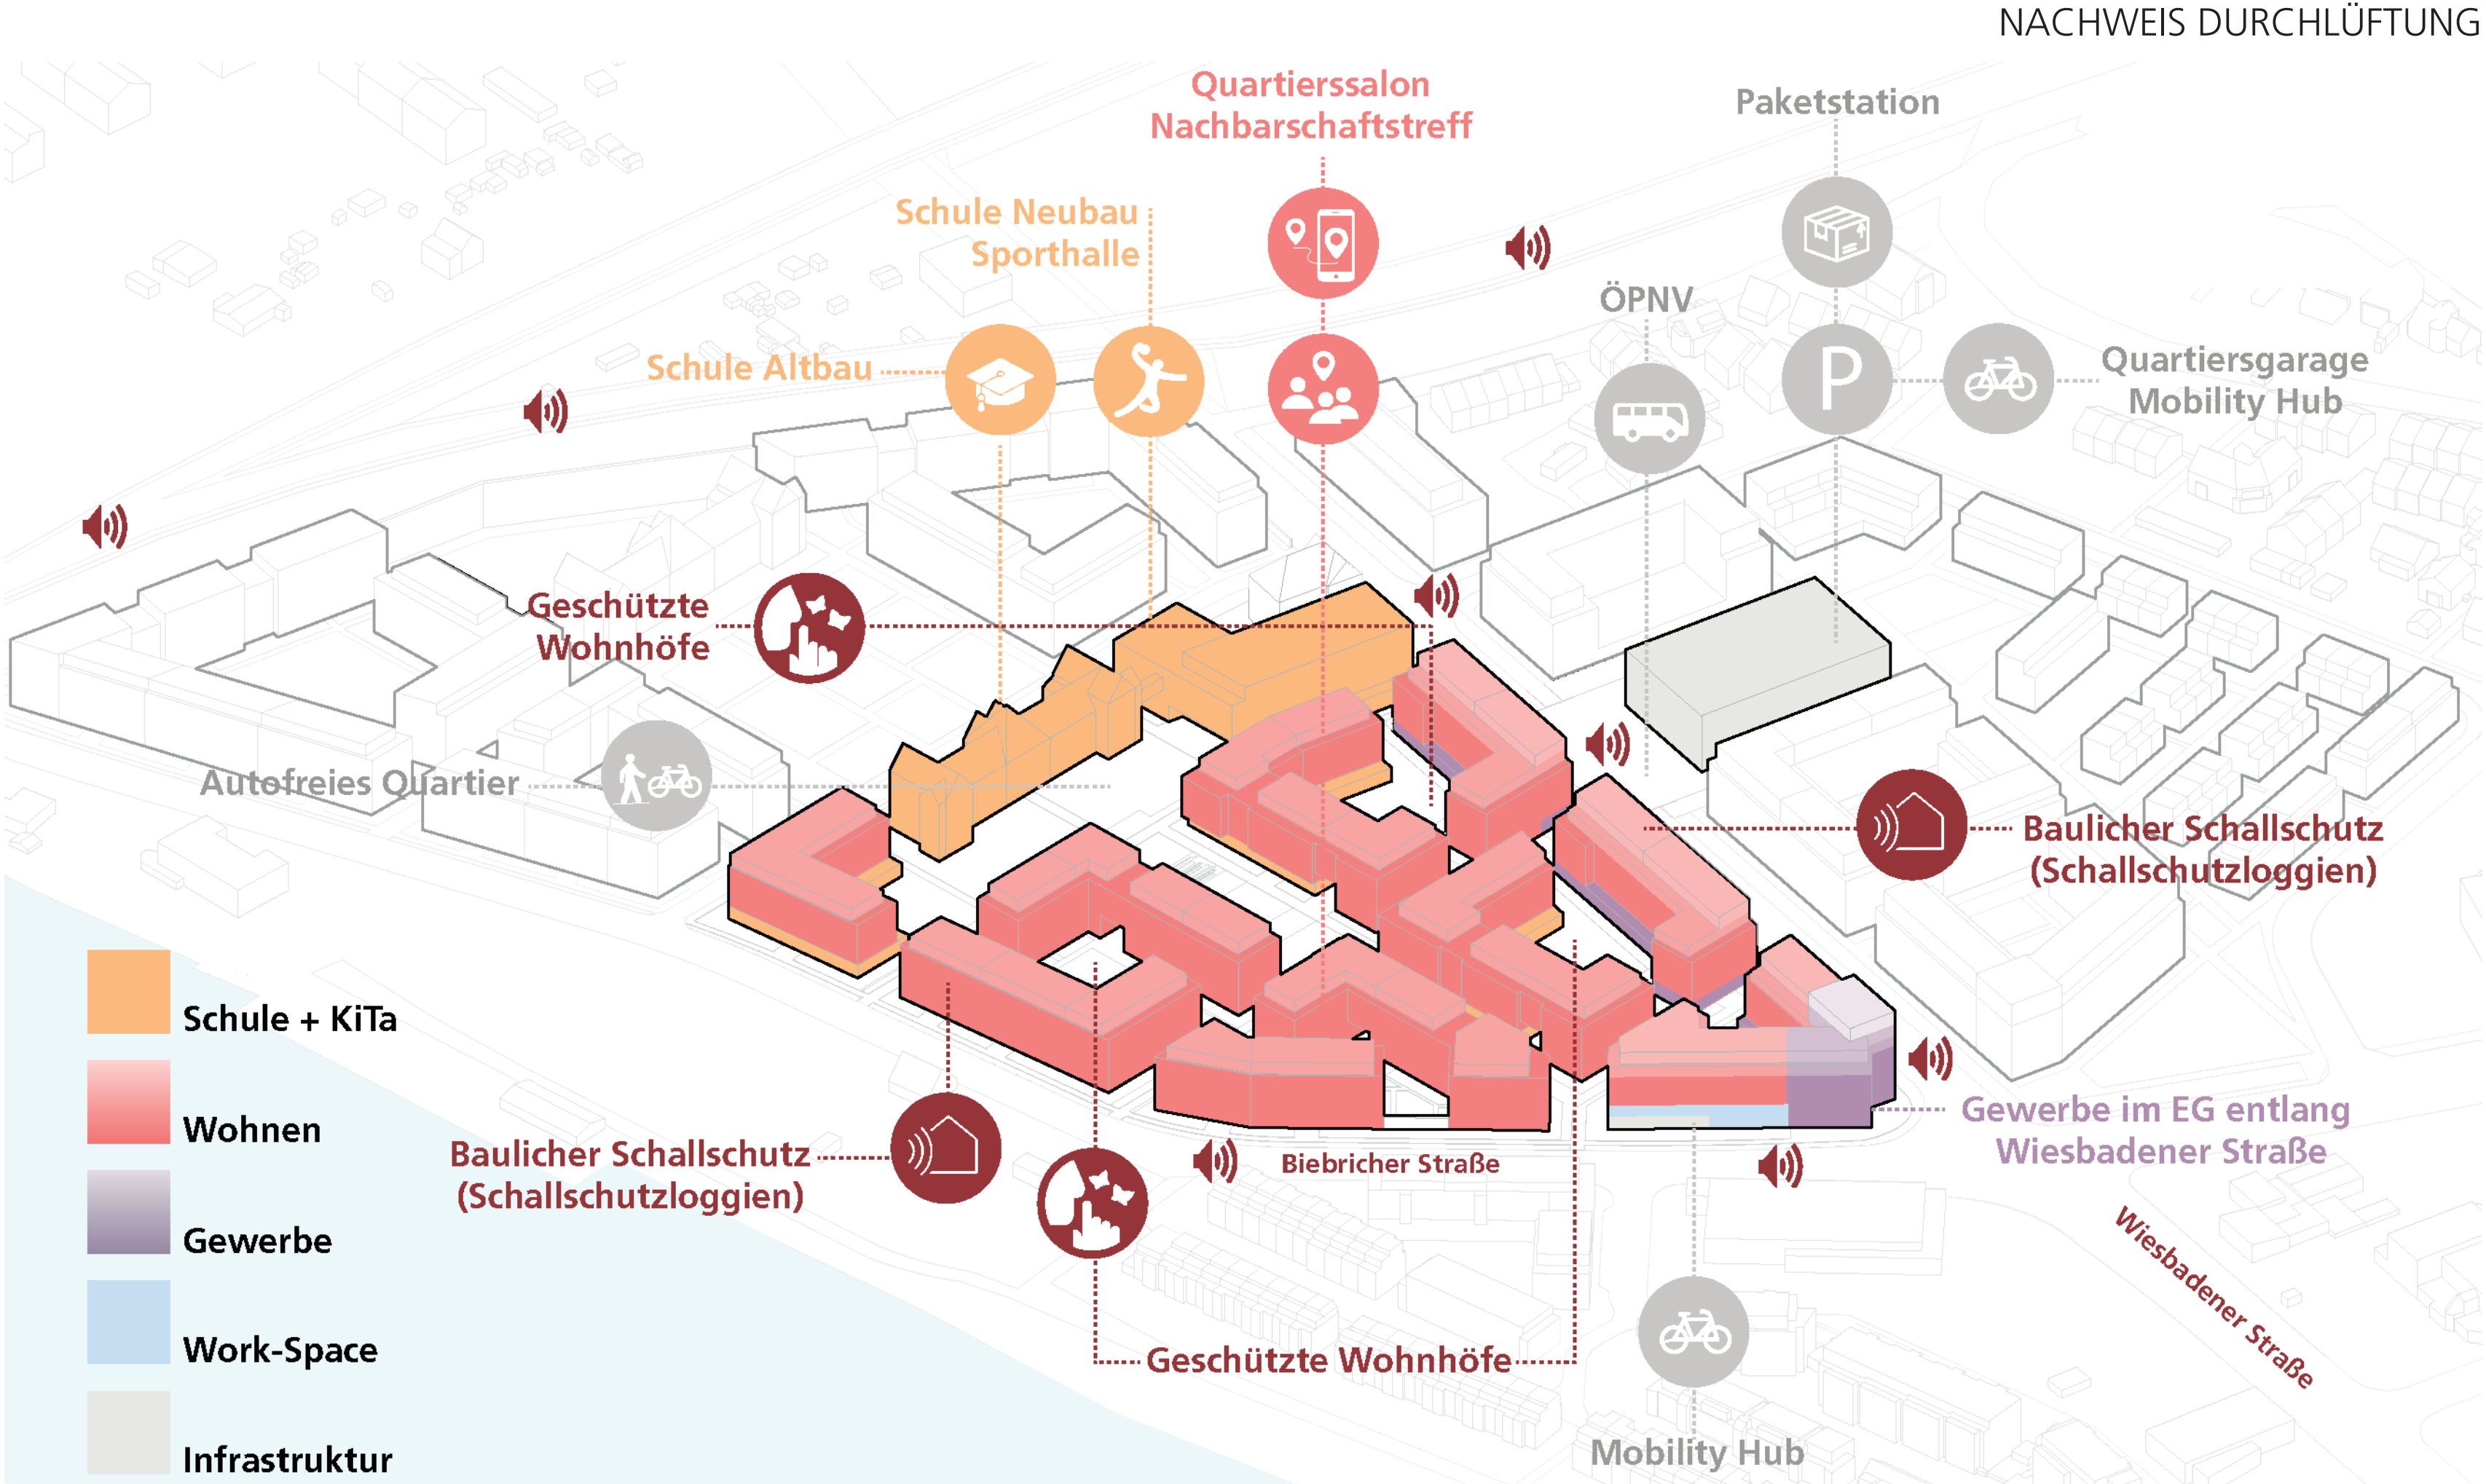 NACHWEIS DURCHLÜFTUNG
Quartierssalon
Nachbarschaftstreff
Paketstation
Schule Neubau
Sporthalle
ÖPNV
Schule Altbau
P
Quartiersgarage
Mobility Hub
Geschützte
Wohnhöfe
Autofreies Quartier
Baulicher Schallschutz
(Schallschutzloggien)
Schule + KiTa
Wohnen
Gewerbe
Work-Space
Infrastruktur
Baulicher Schallschutz
(Schallschutzloggien)
Biebricher Straße
Gewerbe im EG entlang
Wiesbadener Straße
Wiesbadener Straße
Geschützte Wohnhöfe
Mobility Hub